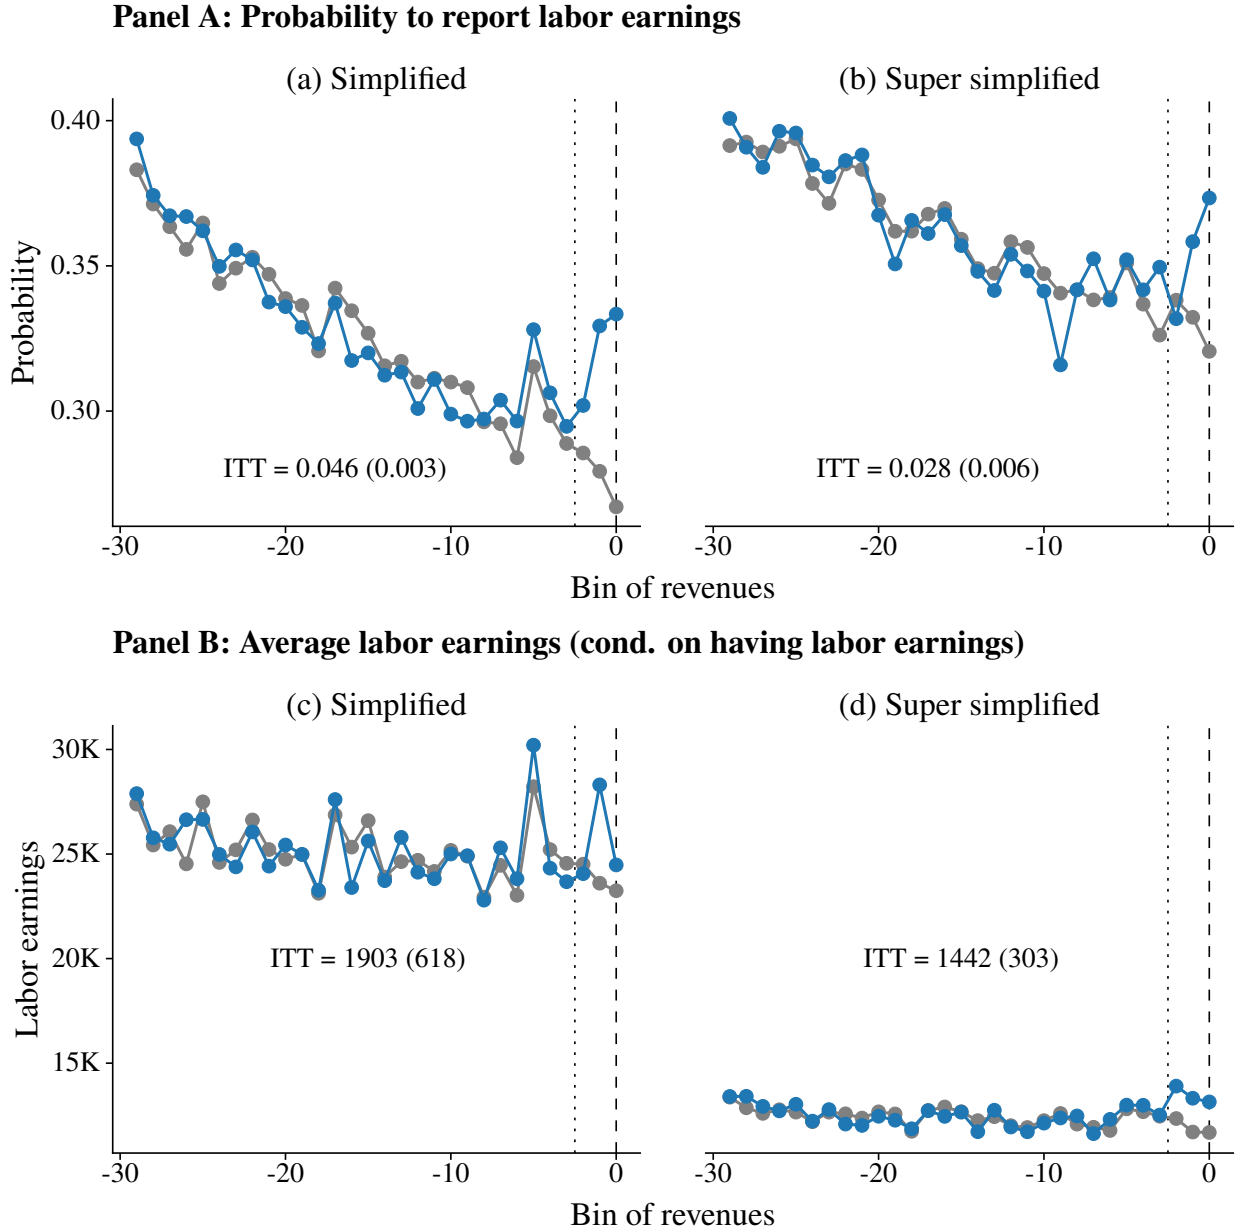 Panel A: Probability to report labor earnings
(a) Simplified
(b) Super simplified
0.40
0.35
0.30
Probability
ITT = 0.046 (0.003)
ITT = 0.028 (0.006)
-30 -20 -10 0
-30 -20 -10 0
Bin of revenues
Panel B: Average labor earnings (cond. on having labor earnings)
(c) Simplified
(d) Super simplified
30K
25K
20K
15K
Labor earnings
ITT = 1903 (618)
ITT = 1442 (303)
-30 -20 -10 0
-30 -20 -10 0
Bin of revenues